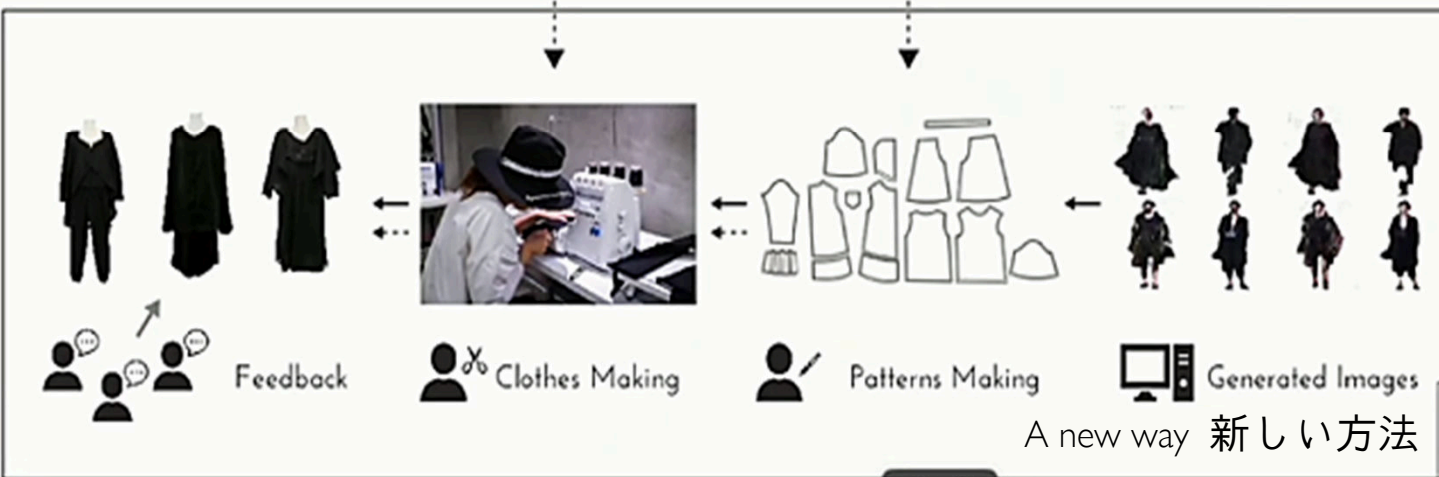 Feedback
Clothes Making
Patterns Making
Generated Images
A new way 新しい方法